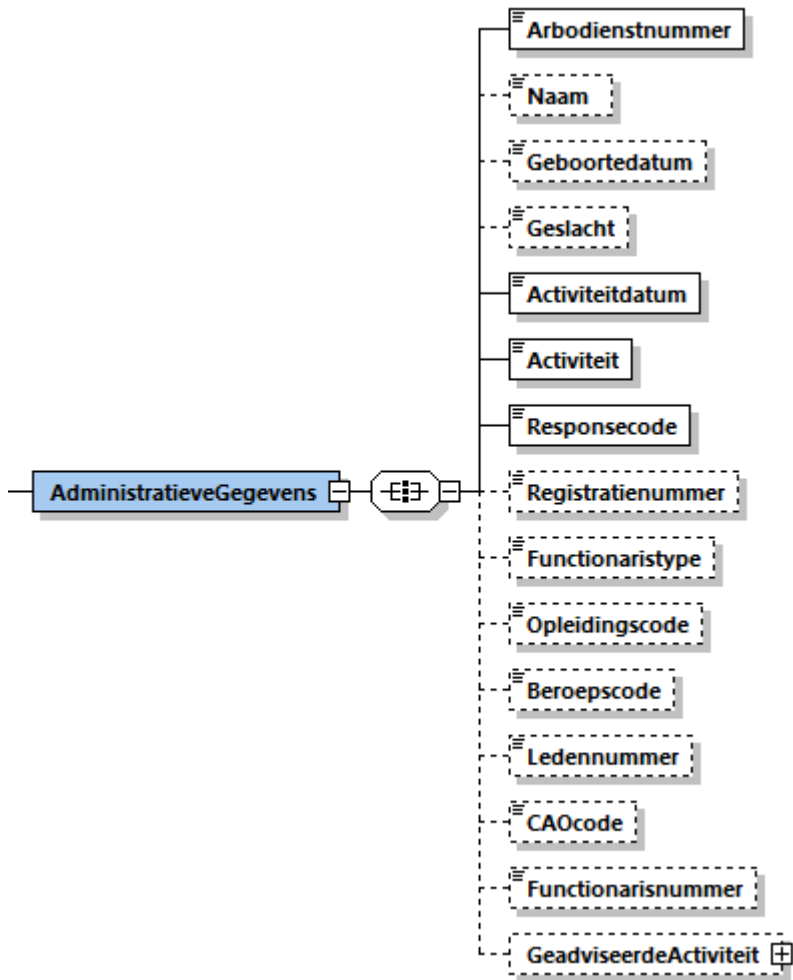 Arbodienstnummer
Naam
Geboortedatum
Geslacht
Activiteitdatum
Activiteit
Responsecode
AdministratieveGegevens
Registratienummer
Functionaristype
Opleidingscode
Beroepscode
Ledennummer
CAOcode
Functionarisnummer
GeadviseerdeActiviteit